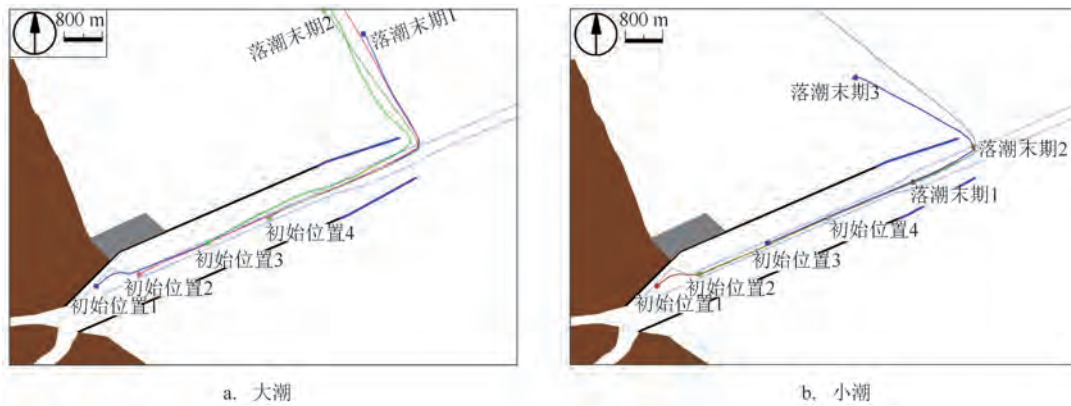 800 m
落潮末期2
落潮末期1
初始位置4
初始位置3
初始位置2
初始位置1
a. 大潮
800 m
落潮末期3
落潮末期2
落潮末期1
初始位置4
初始位置3
初始位置2
初始位置1
b. 小潮